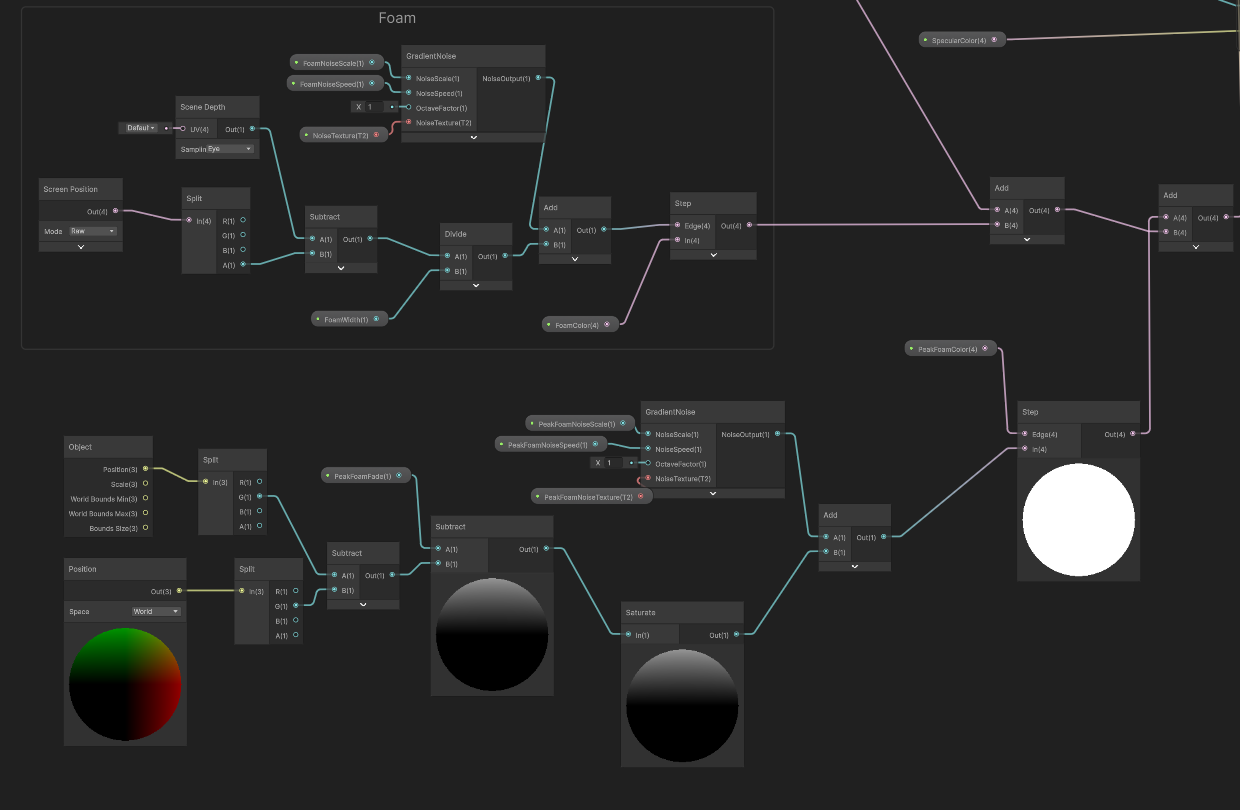 Foam
GradientNoise
FoamNoiseScale(1)
NoiseScale(1) NoiseOutput(1)
FoamNoiseSpeed(1)
NoiseSpeed(1)
X 1
OctaveFactor(1)
NoiseTexture(T2)
NoiseTexture(T2)
SpecularColor(4)
Scene Depth
Defaul
UV(4) Out(1)
Samplin Eye
Screen Position
Out(4)
Mode Raw
Split
In(4) R(1)
G(1)
B(1)
A(1)
Subtract
A(1) Out(1)
B(1)
Divide
A(1) Out(1)
B(1)
FoamWidth(1)
Add
A(1) Out(1)
B(1)
Step
Edge(4) Out(4)
In(4)
FoamColor(4)
Add
A(4) Out(4)
B(4)
Add
A(4) Out(4)
B(4)
PeakFoamColor(4)
Step
Edge(4) Out(4)
In(4)
GradientNoise
PeakFoamNoiseScale(1)
NoiseScale(1) NoiseOutput(1)
PeakFoamNoiseSpeed(1)
NoiseSpeed(1)
X 1
OctaveFactor(1)
NoiseTexture(T2)
PeakFoamNoiseTexture(T2)
Object
Position(3)
Scale(3)
World Bounds Min(3)
World Bounds Max(3)
Bounds Size(3)
Split
In(3) R(1)
G(1)
B(1)
A(1)
PeakFoamFade(1)
Subtract
A(1) Out(1)
B(1)
Add
A(1) Out(1)
B(1)
Position
Out(3)
Space World
Split
In(3) R(1)
G(1)
B(1)
A(1)
Subtract
A(1) Out(1)
B(1)
Saturate
In(1) Out(1)